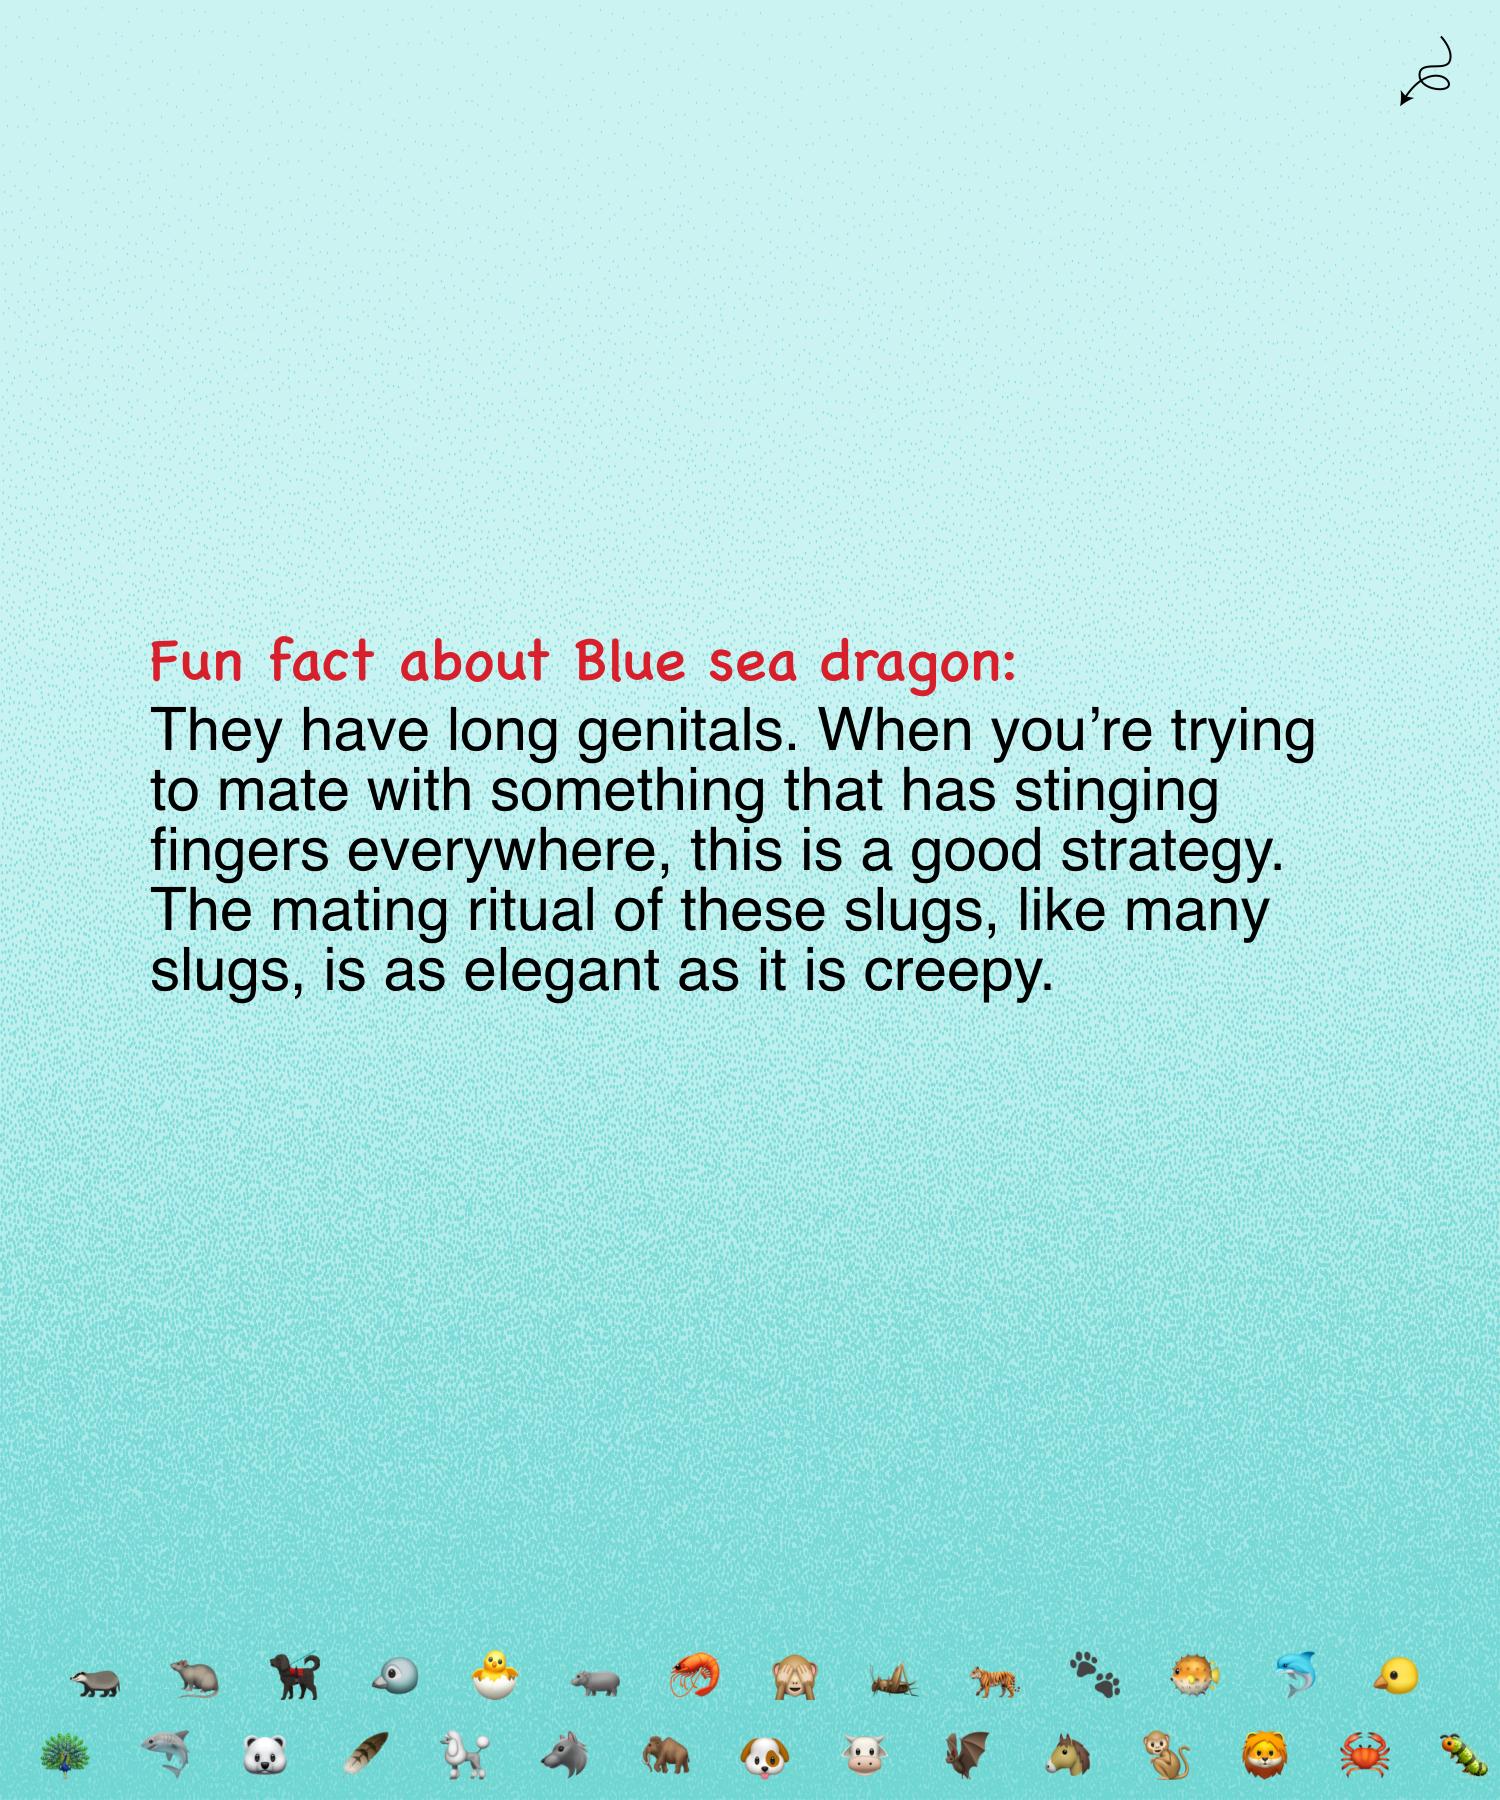 Fun fact about Blue sea dragon:
They have long genitals. When you’re trying
to mate with something that has stinging
fingers everywhere, this is a good strategy.
The mating ritual of these slugs, like many
slugs, is as elegant as it is creepy.